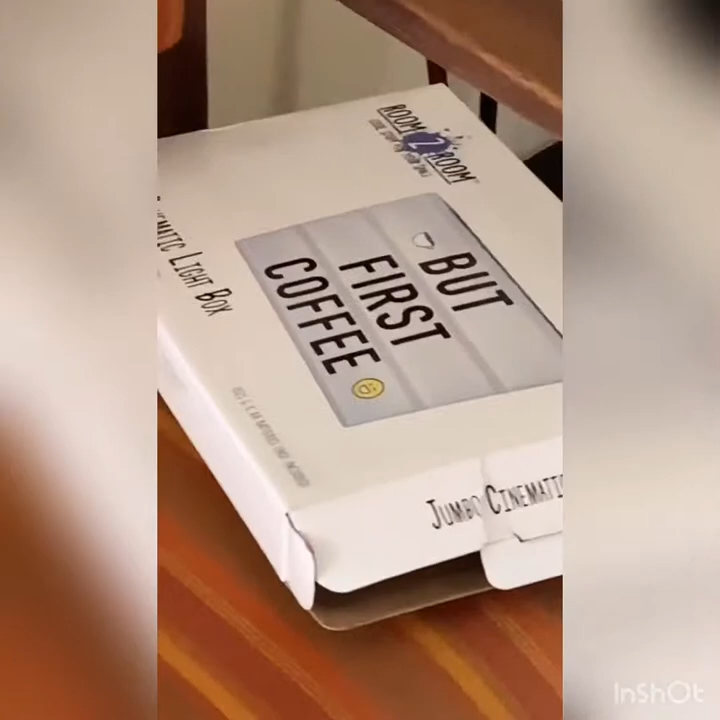 ROOM 2 ROOM
BUT
FIRST
COFFEE
LIGHT BOX
JUMBO CINEMATIC
InShOt